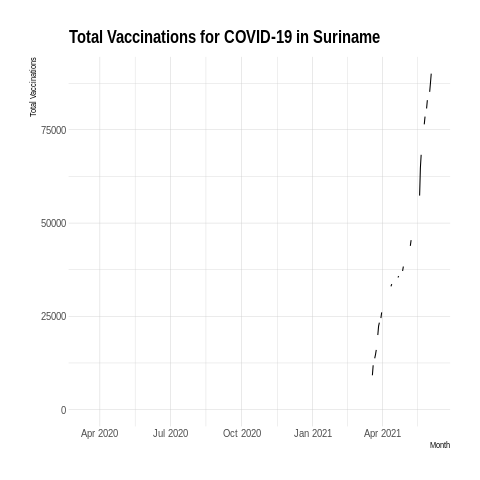 Total Vaccinations for COVID-19 in Suriname
Total Vaccinations
75000
50000
25000
0
Apr 2020 Jul 2020 Oct 2020 Jan 2021 Apr 2021
Month